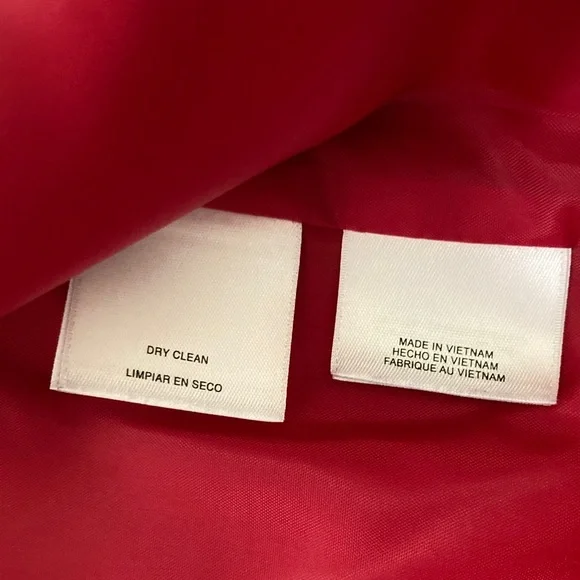 DRY CLEAN
LIMPIAR EN SECO
MADE IN VIETNAM
HECHO EN VIETNAM
FABRIQUE AU VIETNAM